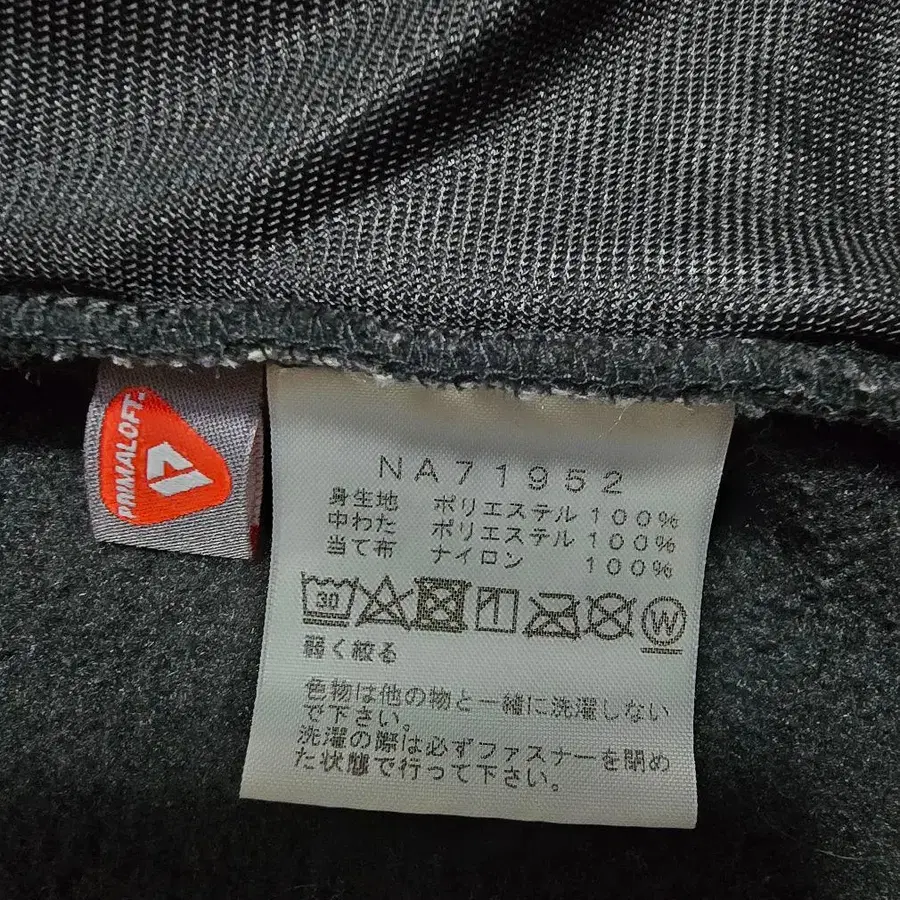 PRIMALOFT
NA71952
身生地 ポリエステル 100%
中わた ポリエステル 100%
当て布 ナイロン 100%
30 W
弱く絞る
色物は他の物と一緒に洗濯しない
で下さい。
洗濯の際は必ずファスナーを閉め
た状態で行って下さい。